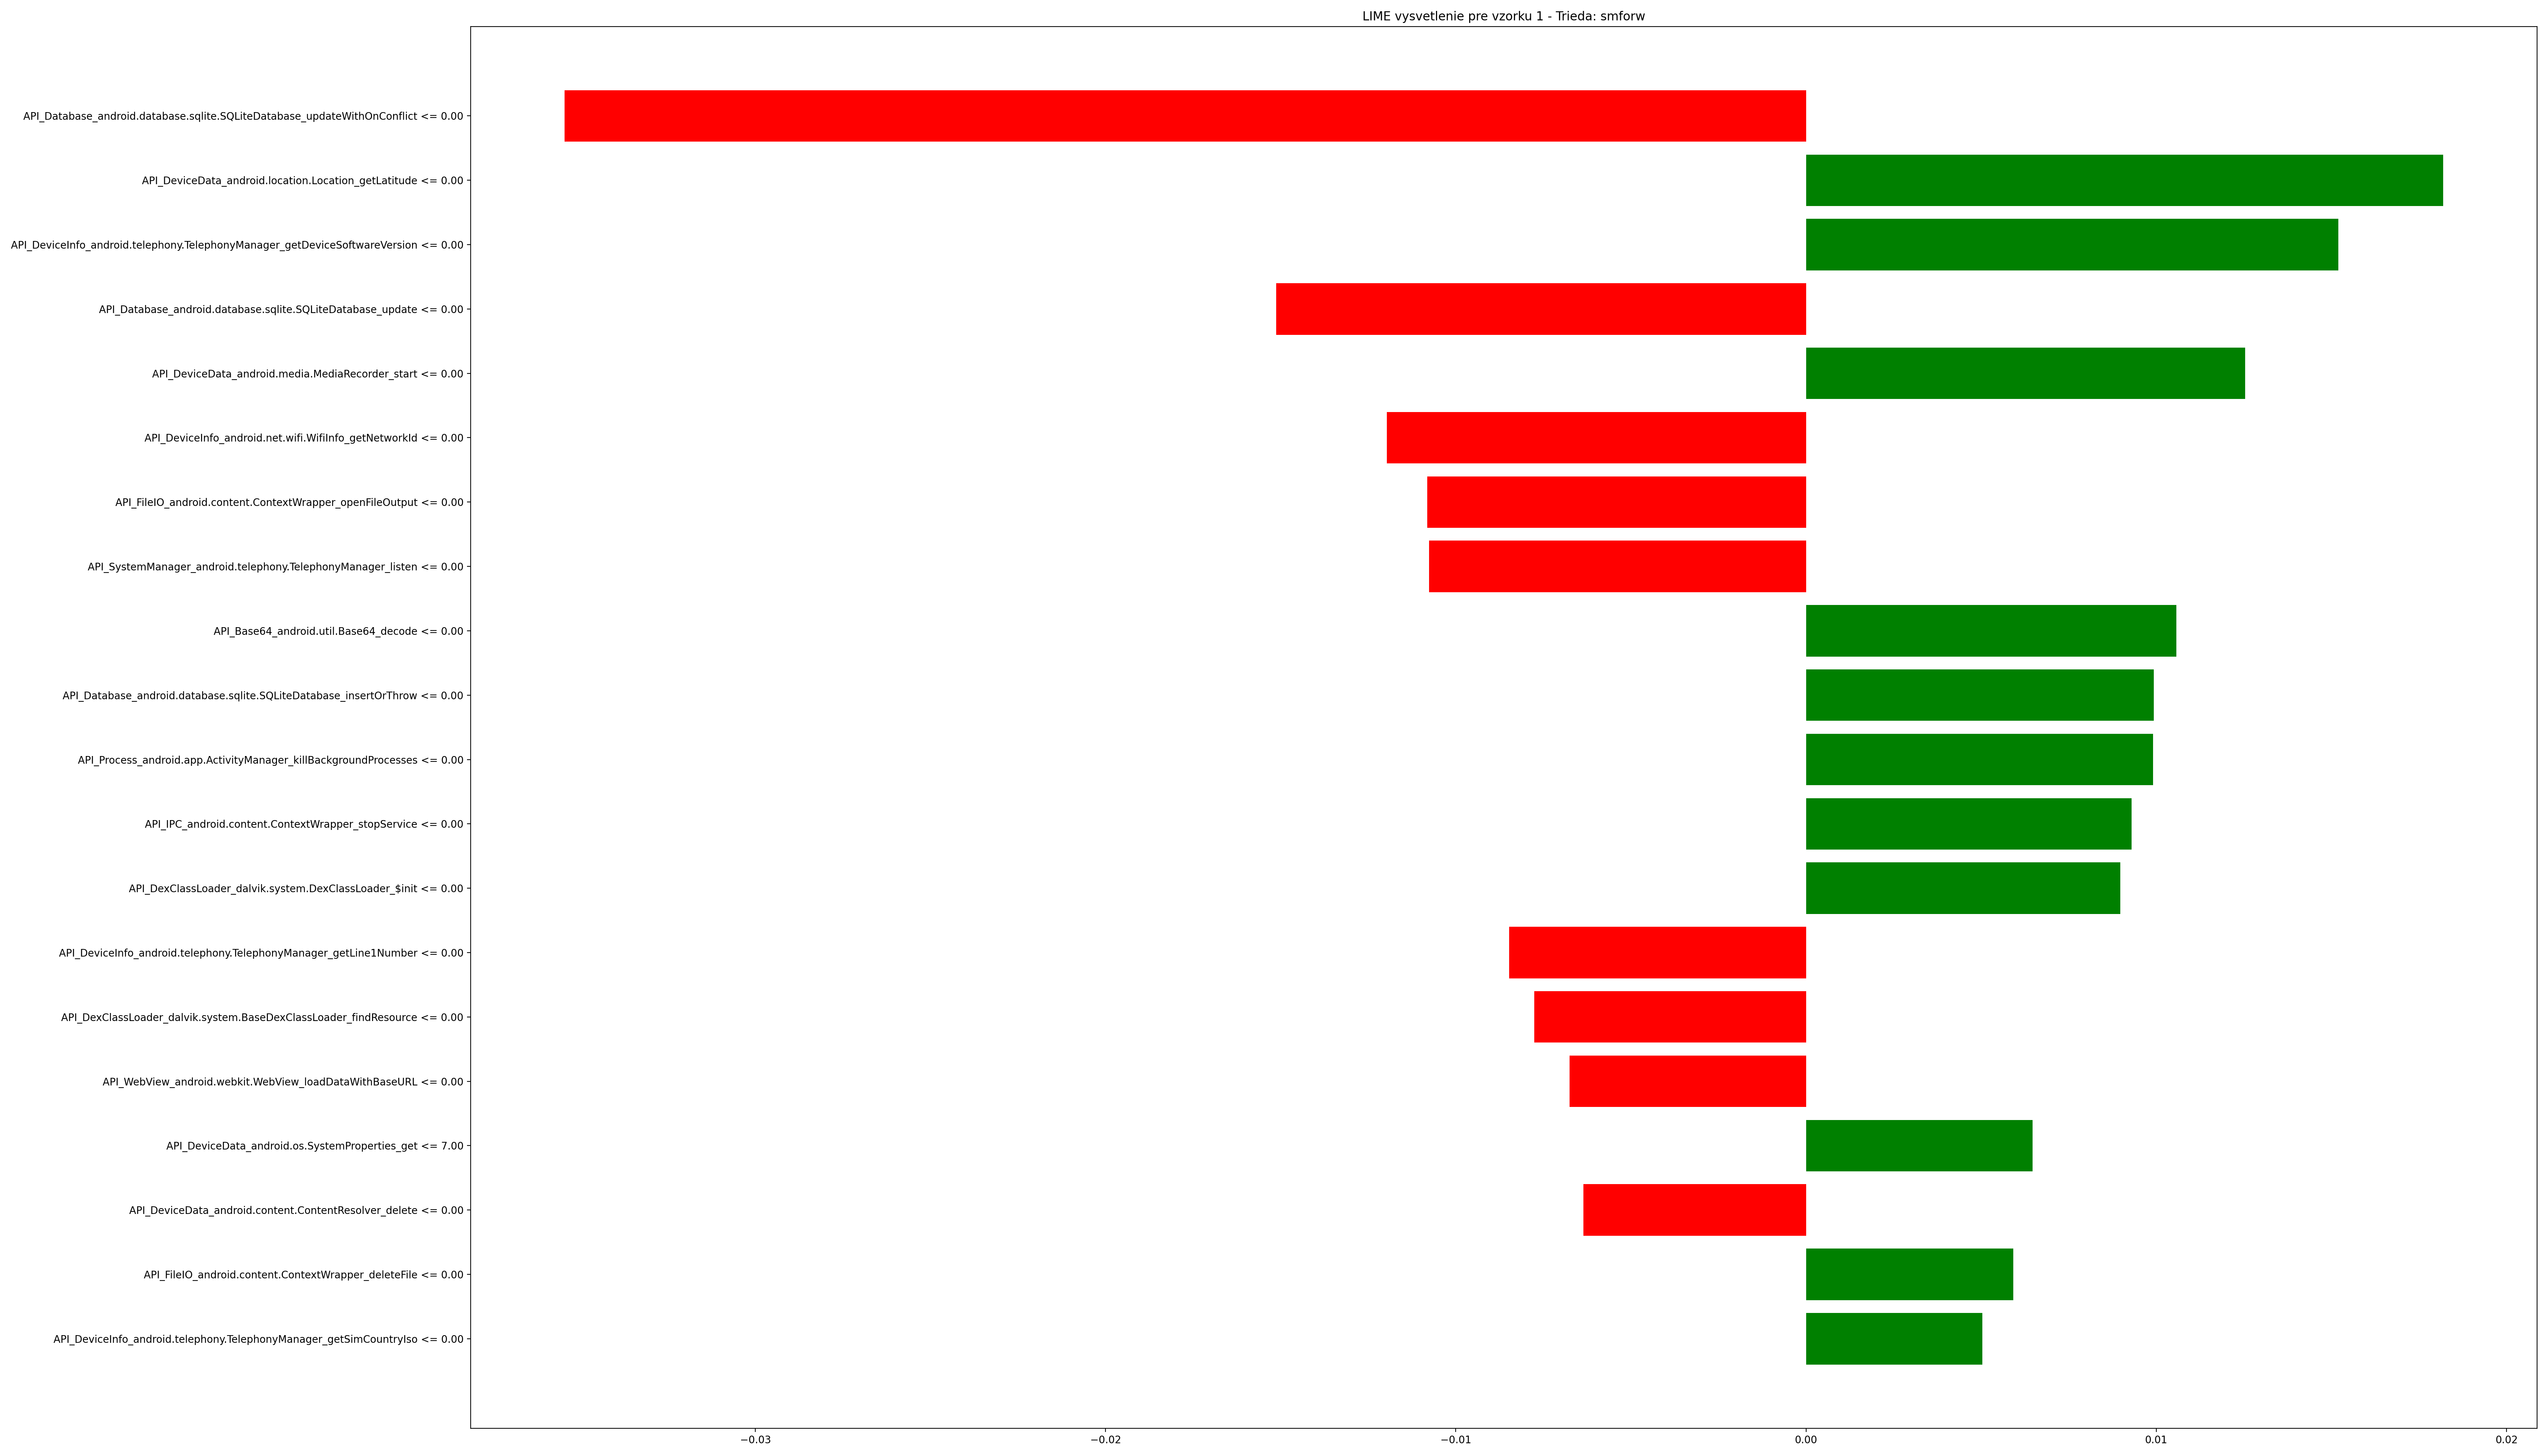 LIME vysvetlenie pre vzorku 1 - Trieda: smforw
API_Database_android.database.sqlite.SQLiteDatabase_updateWithOnConflict <= 0.00
API_DeviceData_android.location.Location_getLatitude <= 0.00
API_DeviceInfo_android.telephony.TelephonyManager_getDeviceSoftwareVersion <= 0.00
API_Database_android.database.sqlite.SQLiteDatabase_update <= 0.00
API_DeviceData_android.media.MediaRecorder_start <= 0.00
API_DeviceInfo_android.net.wifi.WifiInfo_getNetworkId <= 0.00
API_FileIO_android.content.ContextWrapper_openFileOutput <= 0.00
API_SystemManager_android.telephony.TelephonyManager_listen <= 0.00
API_Base64_android.util.Base64_decode <= 0.00
API_Database_android.database.sqlite.SQLiteDatabase_insertOrThrow <= 0.00
API_Process_android.app.ActivityManager_killBackgroundProcesses <= 0.00
API_IPC_android.content.ContextWrapper_stopService <= 0.00
API_DexClassLoader_dalvik.system.DexClassLoader_$init <= 0.00
API_DeviceInfo_android.telephony.TelephonyManager_getLine1Number <= 0.00
API_DexClassLoader_dalvik.system.BaseDexClassLoader_findResource <= 0.00
API_WebView_android.webkit.WebView_loadDataWithBaseURL <= 0.00
API_DeviceData_android.os.SystemProperties_get <= 7.00
API_DeviceData_android.content.ContentResolver_delete <= 0.00
API_FileIO_android.content.ContextWrapper_deleteFile <= 0.00
API_DeviceInfo_android.telephony.TelephonyManager_getSimCountryIso <= 0.00
−0.03 −0.02 −0.01 0.00 0.01 0.02